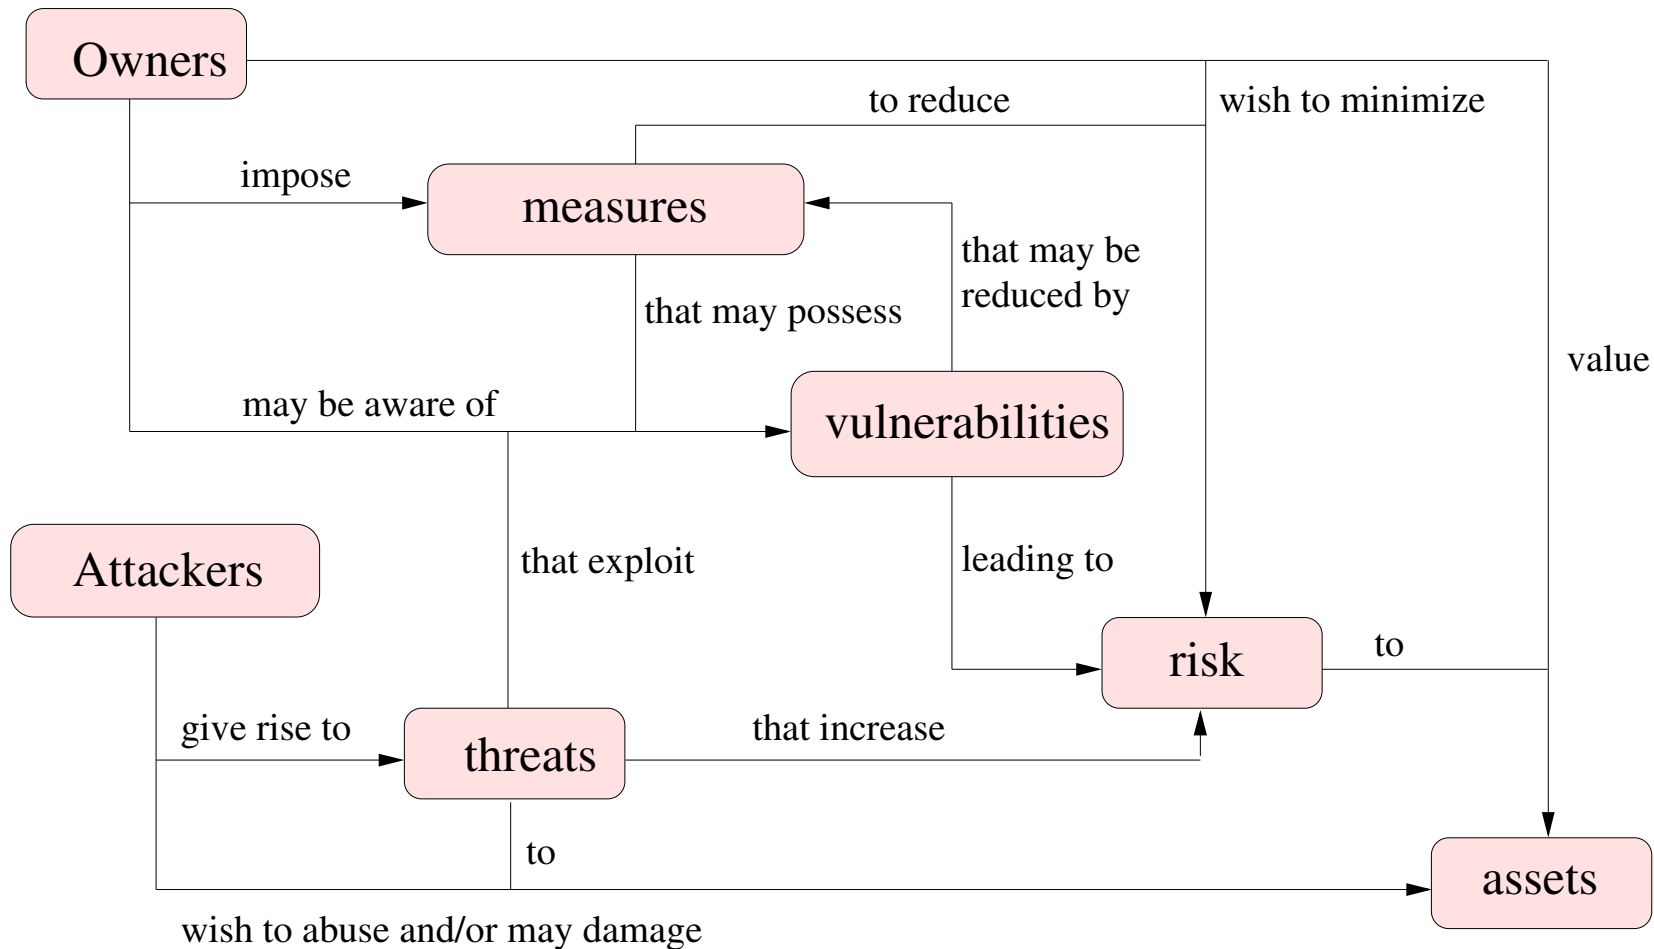 Owners
to reduce
wish to minimize
impose
measures
that may be
reduced by
that may possess
value
may be aware of
vulnerabilities
that exploit
leading to
Attackers
to
risk
give rise to
that increase
threats
to
assets
wish to abuse and/or may damage